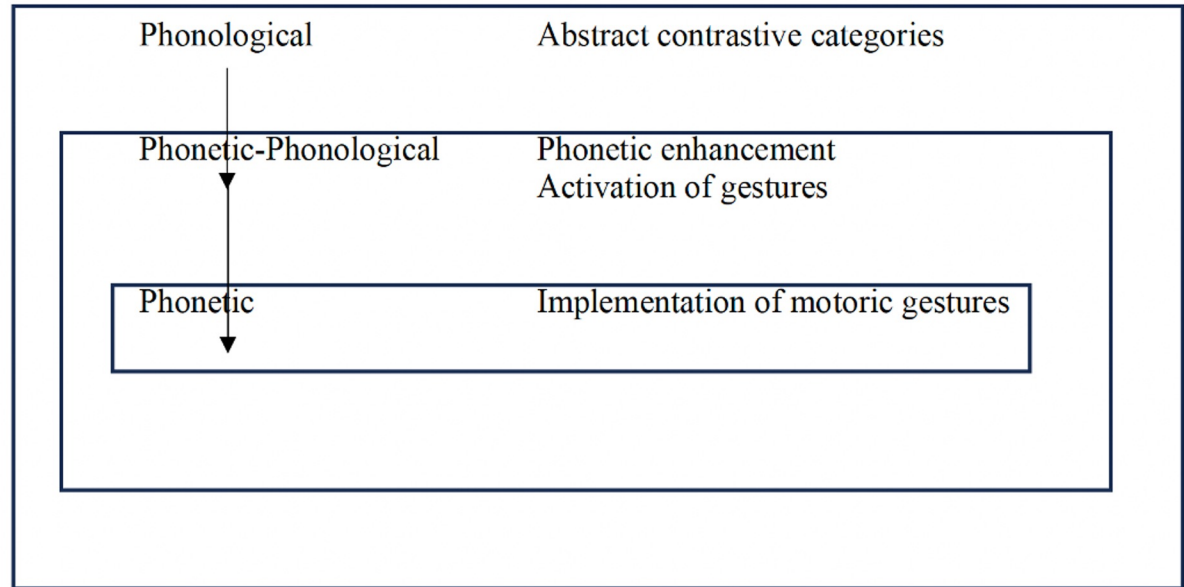 Phonological Abstract contrastive categories
Phonetic-Phonological Phonetic enhancement
Activation of gestures
Phonetic Implementation of motoric gestures